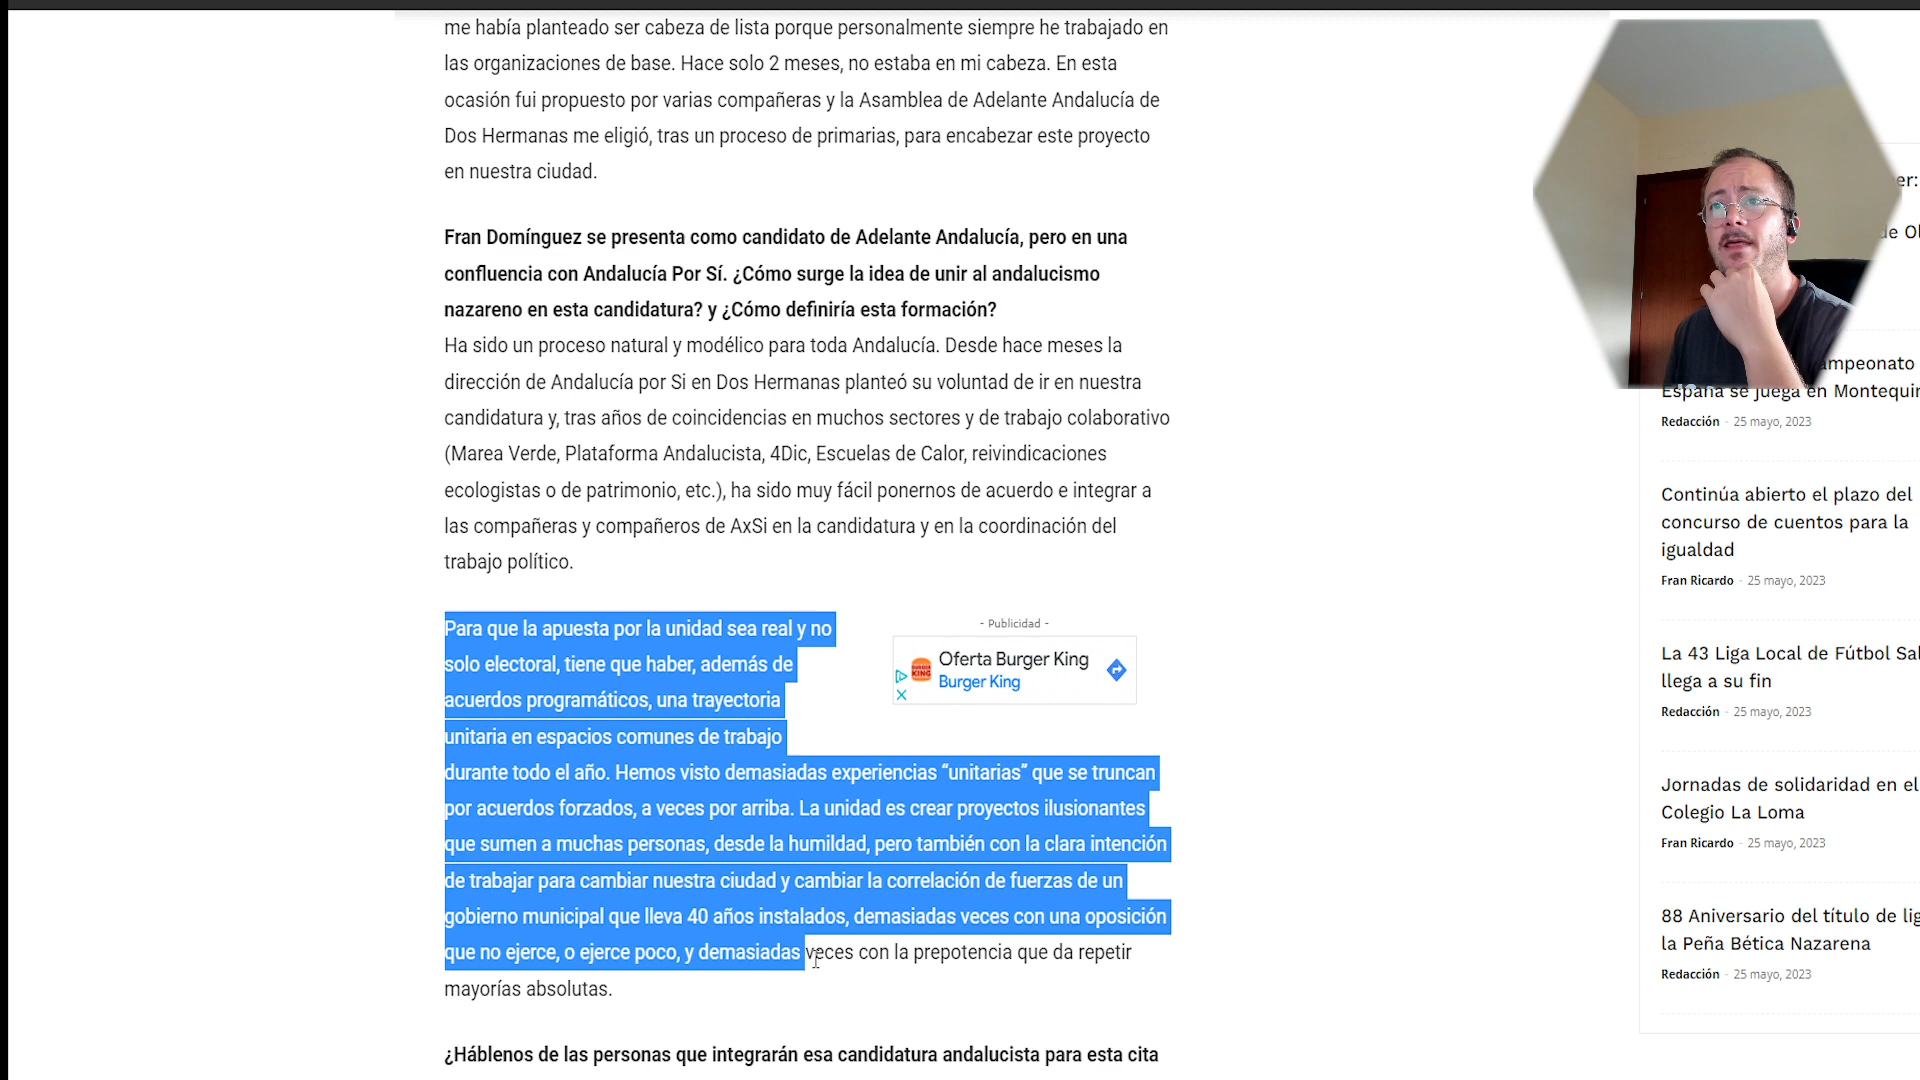 me había planteado ser cabeza de lista porque personalmente siempre he trabajado en
las organizaciones de base. Hace solo 2 meses, no estaba en mi cabeza. En esta
ocasión fui propuesto por varias compañeras y la Asamblea de Adelante Andalucía de
Dos Hermanas me eligió, tras un proceso de primarias, para encabezar este proyecto
en nuestra ciudad.
Fran Domínguez se presenta como candidato de Adelante Andalucía, pero en una
confluencia con Andalucía Por Sí. ¿Cómo surge la idea de unir al andalucismo
nazareno en esta candidatura? y ¿Cómo definiría esta formación?
Ha sido un proceso natural y modélico para toda Andalucía. Desde hace meses la
dirección de Andalucía por Si en Dos Hermanas planteó su voluntad de ir en nuestra
candidatura y, tras años de coincidencias en muchos sectores y de trabajo colaborativo
(Marea Verde, Plataforma Andalucista, 4Dic, Escuelas de Calor, reivindicaciones
ecologistas o de patrimonio, etc.), ha sido muy fácil ponernos de acuerdo e integrar a
las compañeras y compañeros de AxSi en la candidatura y en la coordinación del
trabajo político.
Para que la apuesta por la unidad sea real y no
solo electoral, tiene que haber, además de
acuerdos programáticos, una trayectoria
unitaria en espacios comunes de trabajo
durante todo el año. Hemos visto demasiadas experiencias “unitarias” que se truncan
por acuerdos forzados, a veces por arriba. La unidad es crear proyectos ilusionantes
que sumen a muchas personas, desde la humildad, pero también con la clara intención
de trabajar para cambiar nuestra ciudad y cambiar la correlación de fuerzas de un
gobierno municipal que lleva 40 años instalados, demasiadas veces con una oposición
que no ejerce, o ejerce poco, y demasiadas veces con la prepotencia que da repetir
mayorías absolutas.
¿Háblenos de las personas que integrarán esa candidatura andalucista para esta cita
- Publicidad -
Oferta Burger King
Burger King
er:
de Ol
ampeonato
España se juega en Montequin
Redacción - 25 mayo, 2023
Continúa abierto el plazo del
concurso de cuentos para la
igualdad
Fran Ricardo - 25 mayo, 2023
La 43 Liga Local de Fútbol Sal
llega a su fin
Redacción - 25 mayo, 2023
Jornadas de solidaridad en el
Colegio La Loma
Fran Ricardo - 25 mayo, 2023
88 Aniversario del título de lig
la Peña Bética Nazarena
Redacción - 25 mayo, 2023